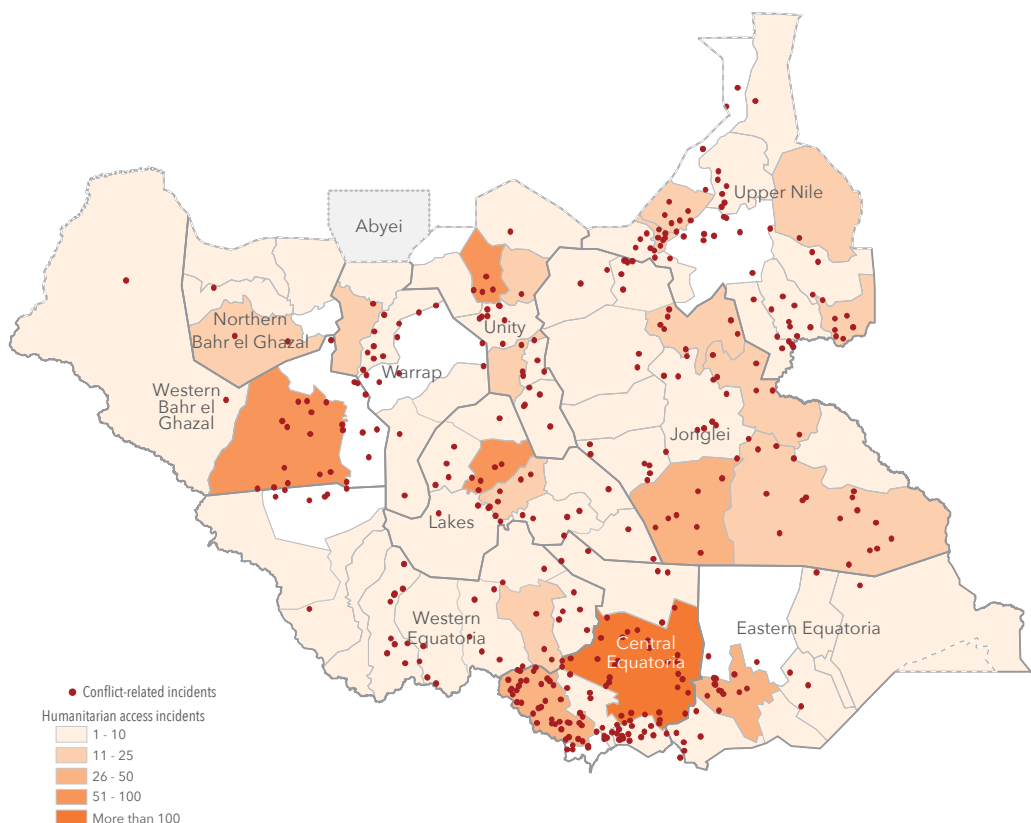 Upper Nile
Abyei
Northern
Bahr el Ghazal
Unity
Warrap
Western
Bahr el
Ghazal
Jonglei
Lakes
Western
Equatoria
Central
Equatoria
Eastern Equatoria
Conflict-related incidents
Humanitarian access incidents
1 - 10
11 - 25
26 - 50
51 - 100
More than 100